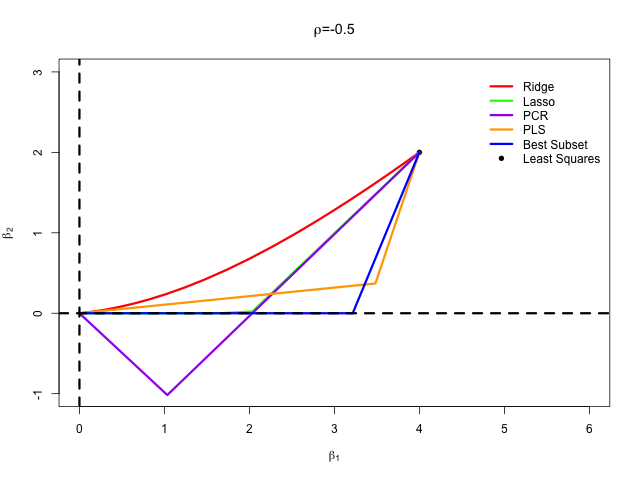 ρ=-0.5
3
2
1
0
-1
β2
0
1
2
3
4
5
6
β1
Ridge
Lasso
PCR
PLS
Best Subset
Least Squares